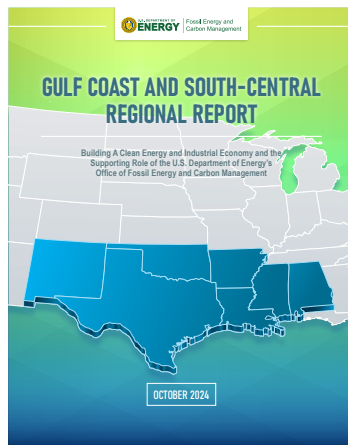 U.S. DEPARTMENT OF
ENERGY
Fossil Energy and
Carbon Management
GULF COAST AND SOUTH-CENTRAL
REGIONAL REPORT
Building A Clean Energy and Industrial Economy and the
Supporting Role of the U.S. Department of Energy's
Office of Fossil Energy and Carbon Management
OCTOBER 2024